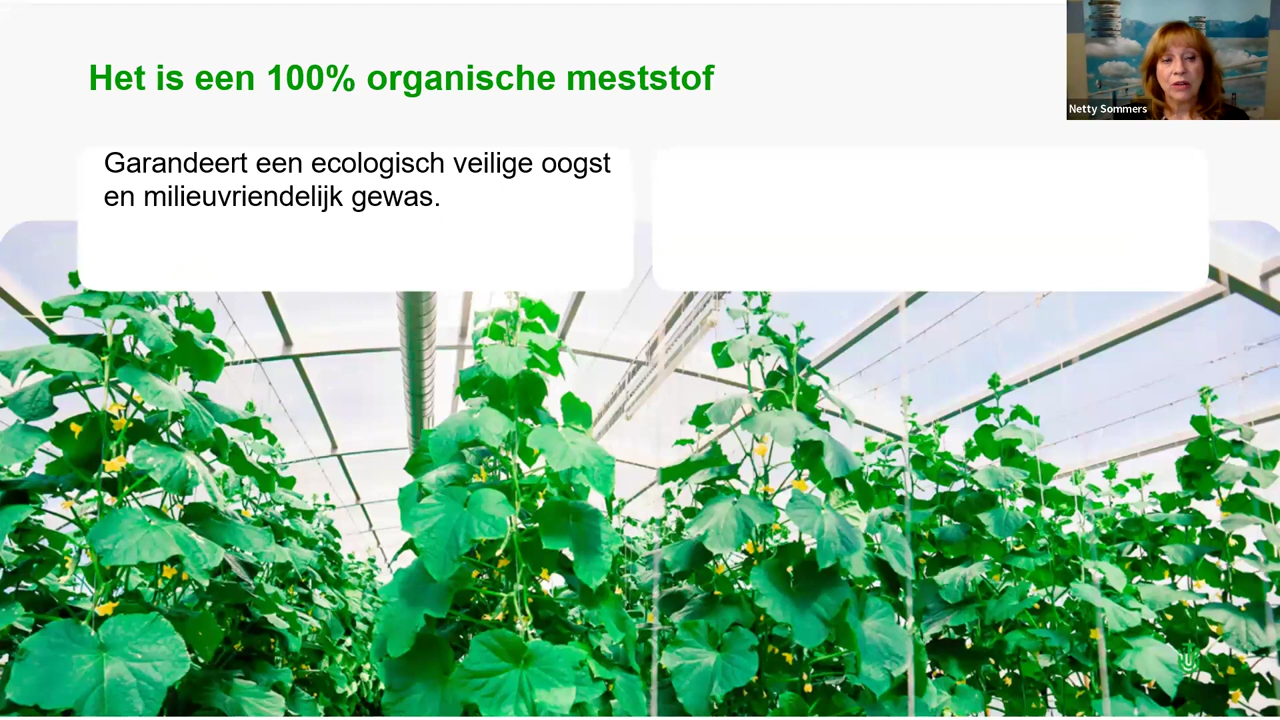 Het is een 100% organische meststof
Netty Sommers
Garandeert een ecologisch veilige oogst
en milieuvriendelijk gewas.